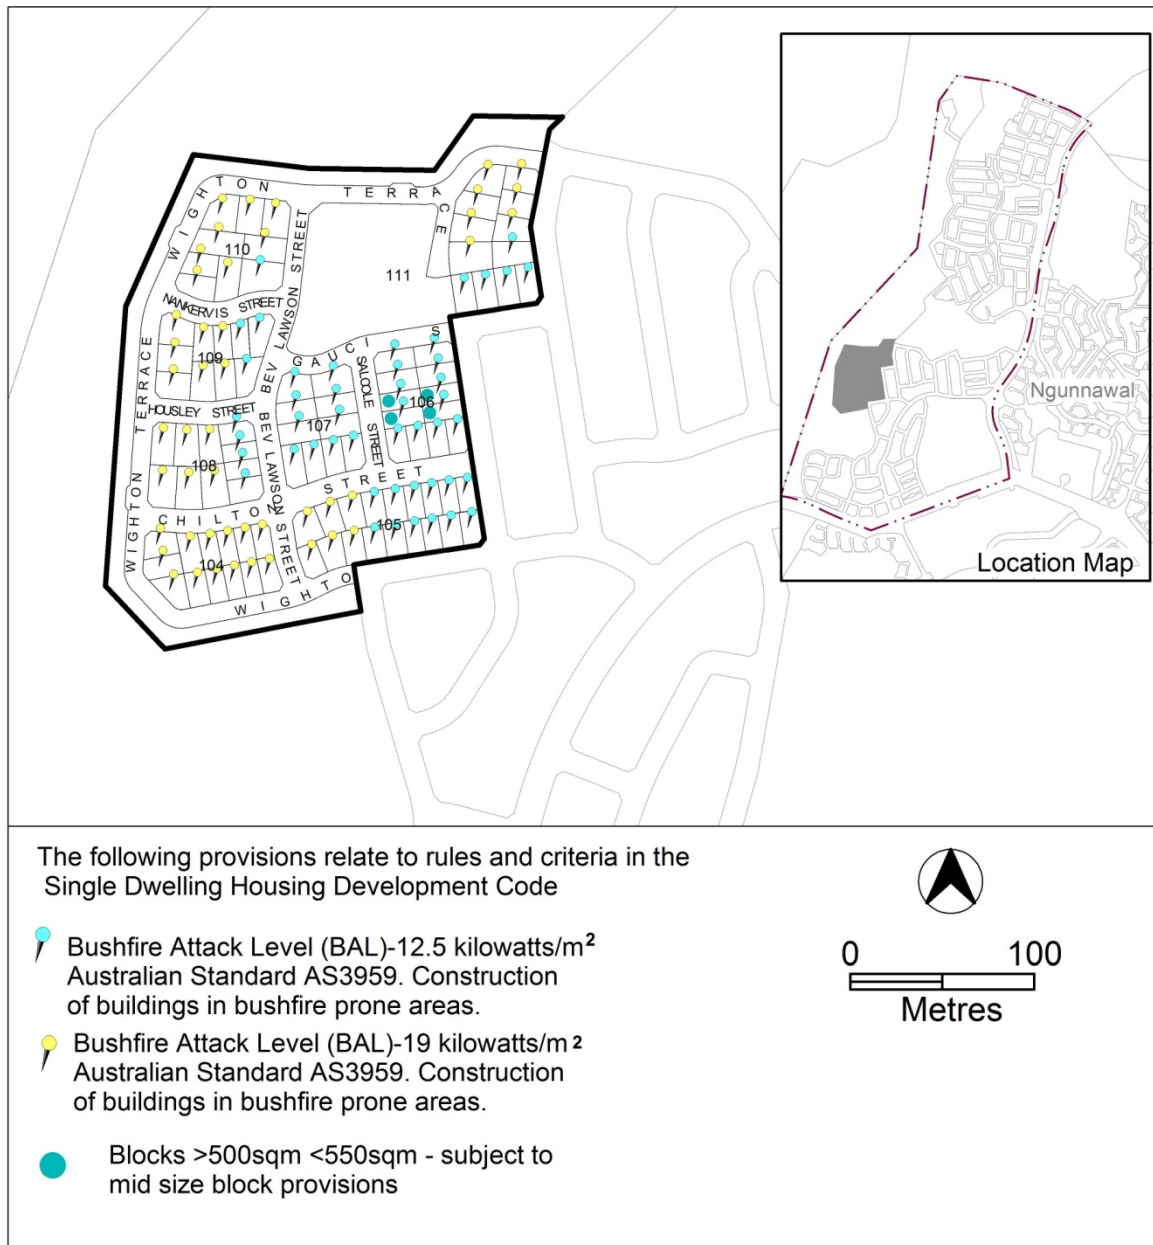 WIGHTON TERRACE
110
NANKERVIS STREET
BEV LAWSON STREET
111
WIGHTON TERRACE
109
HOUSLEY STREET
BEV LAWSON STREET
GAUCI S
SALOOLE STREET
106
107
108
CHILTON STREET
105
104
WIGHTO
Ngunnawal
Location Map
The following provisions relate to rules and criteria in the
Single Dwelling Housing Development Code
Bushfire Attack Level (BAL)-12.5 kilowatts/m²
Australian Standard AS3959. Construction
of buildings in bushfire prone areas.
Bushfire Attack Level (BAL)-19 kilowatts/m²
Australian Standard AS3959. Construction
of buildings in bushfire prone areas.
Blocks >500sqm <550sqm - subject to
mid size block provisions
0 100
Metres